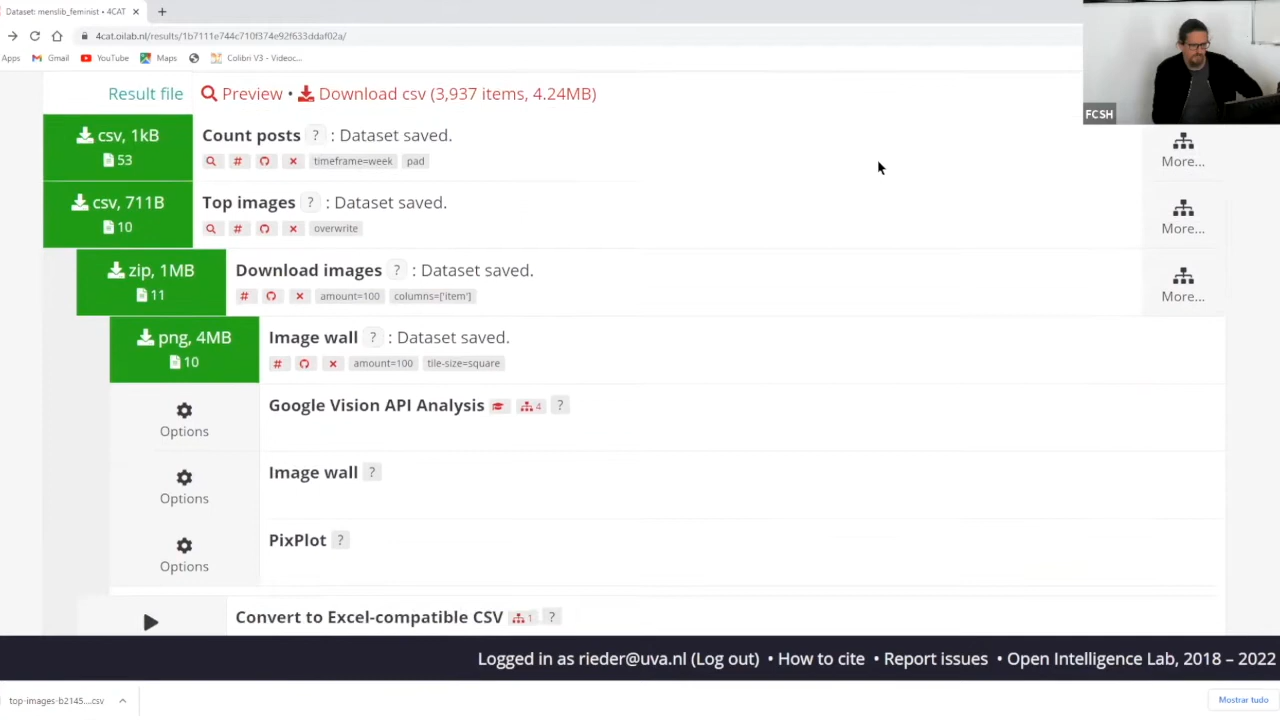 Dataset: menslib_feminist • 4CAT
4cat.oilab.nl/results/1b7111e744c710f374e92f633ddaf02a/
Apps Gmail YouTube Maps Colibri V3 - Videoc...
FCSH
Result file Preview • Download csv (3,937 items, 4.24MB)
csv, 1kB
53
Count posts ? : Dataset saved.
timeframe=week pad
More...
csv, 711B
10
Top images ? : Dataset saved.
overwrite
More...
zip, 1MB
11
Download images ? : Dataset saved.
amount=100 columns=['item']
More...
png, 4MB
10
Image wall ? : Dataset saved.
amount=100 tile-size=square
Options
Google Vision API Analysis 4 ?
Options
Image wall ?
Options
PixPlot ?
Convert to Excel-compatible CSV 1 ?
Logged in as rieder@uva.nl (Log out) • How to cite • Report issues • Open Intelligence Lab, 2018 – 2022
top-images-b2145....csv
Mostrar tudo